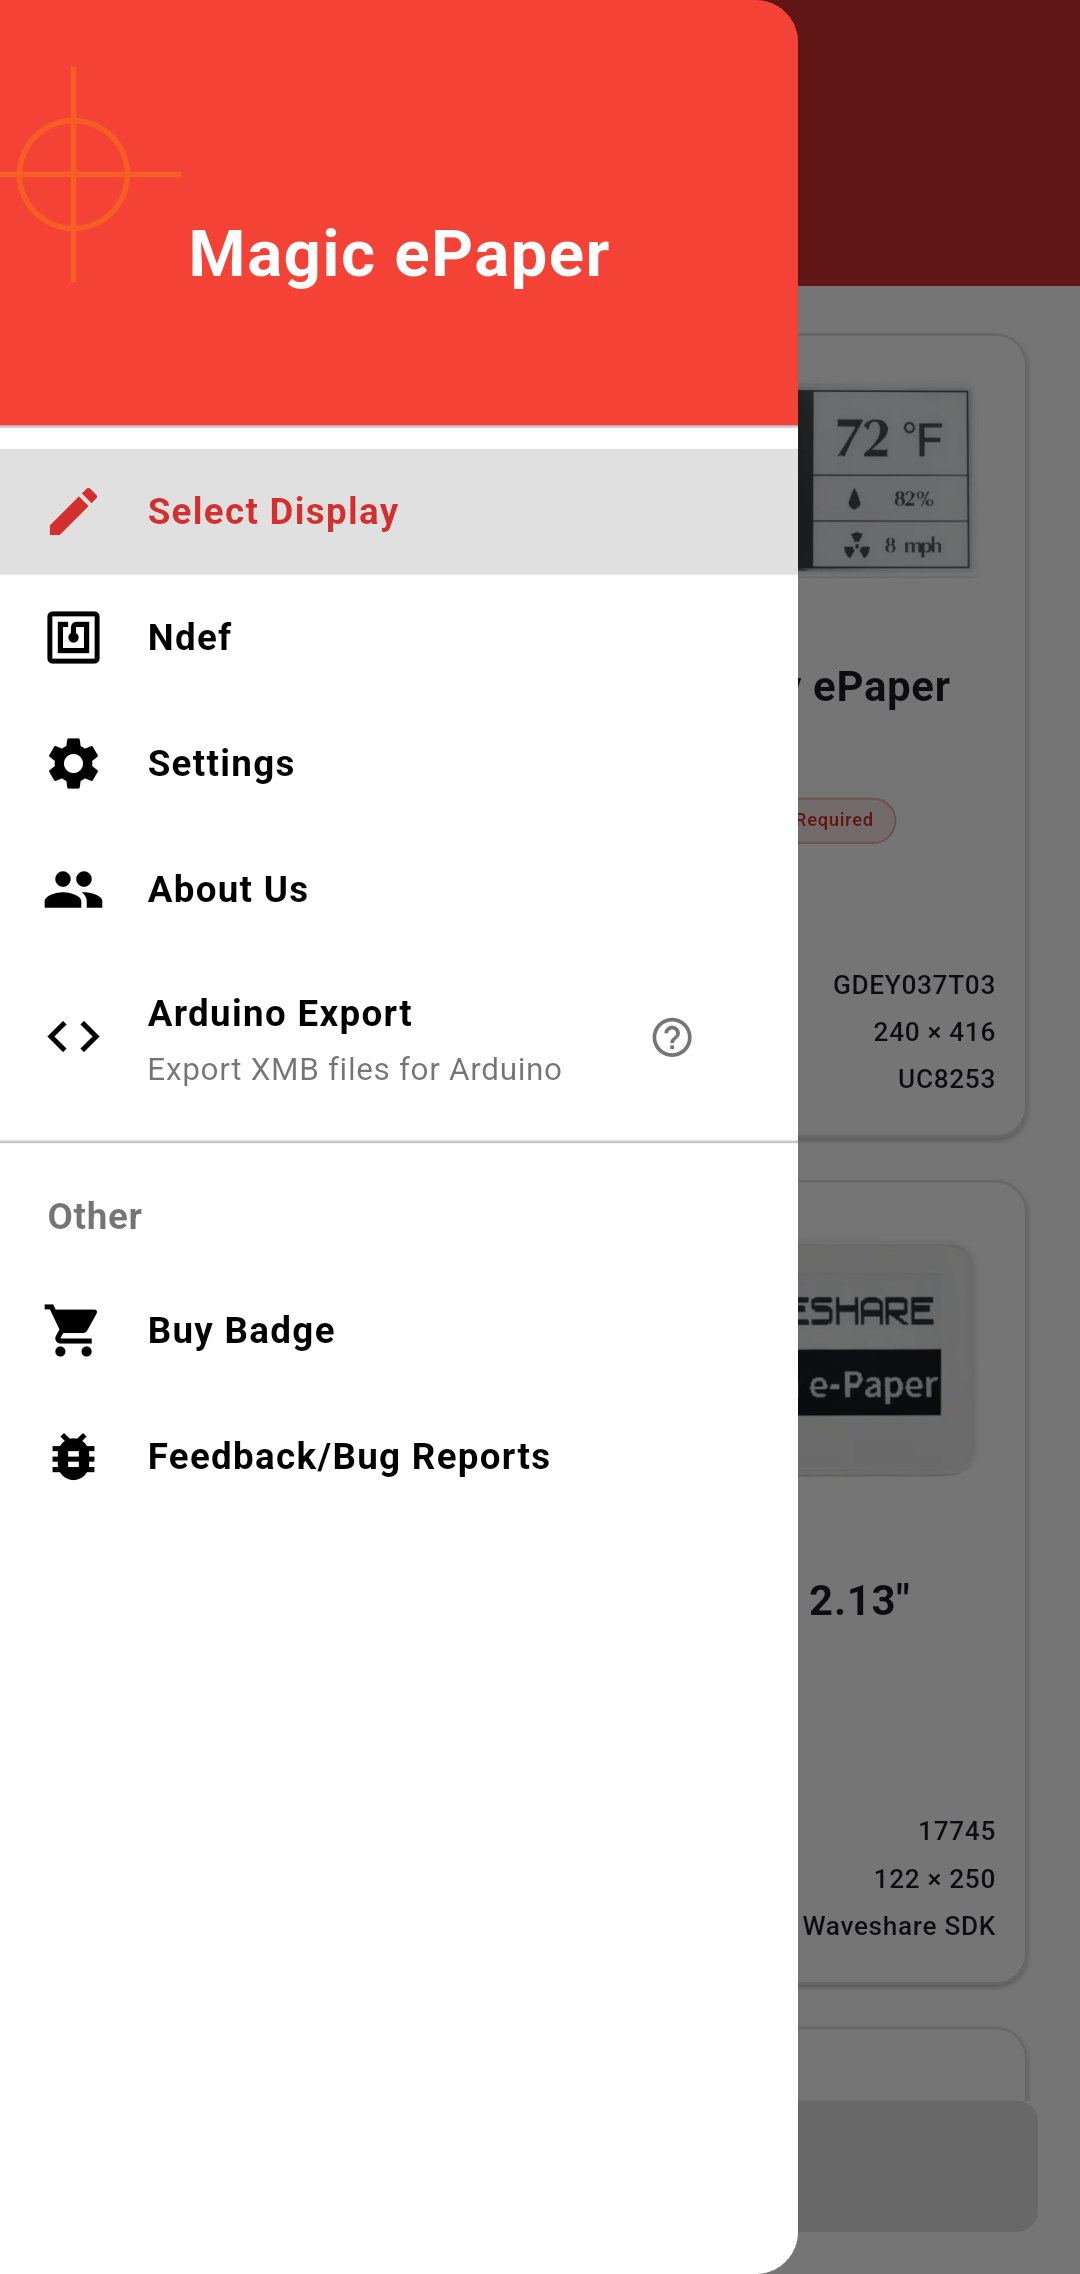 Magic ePaper
Select Display
Ndef
Settings
About Us
Arduino Export
Export XMB files for Arduino
Other
Buy Badge
Feedback/Bug Reports
72 °F
82%
8 mph
ePaper
Required
GDEY037T03
240 × 416
UC8253
ESHARE
e-Paper
2.13"
17745
122 × 250
Waveshare SDK